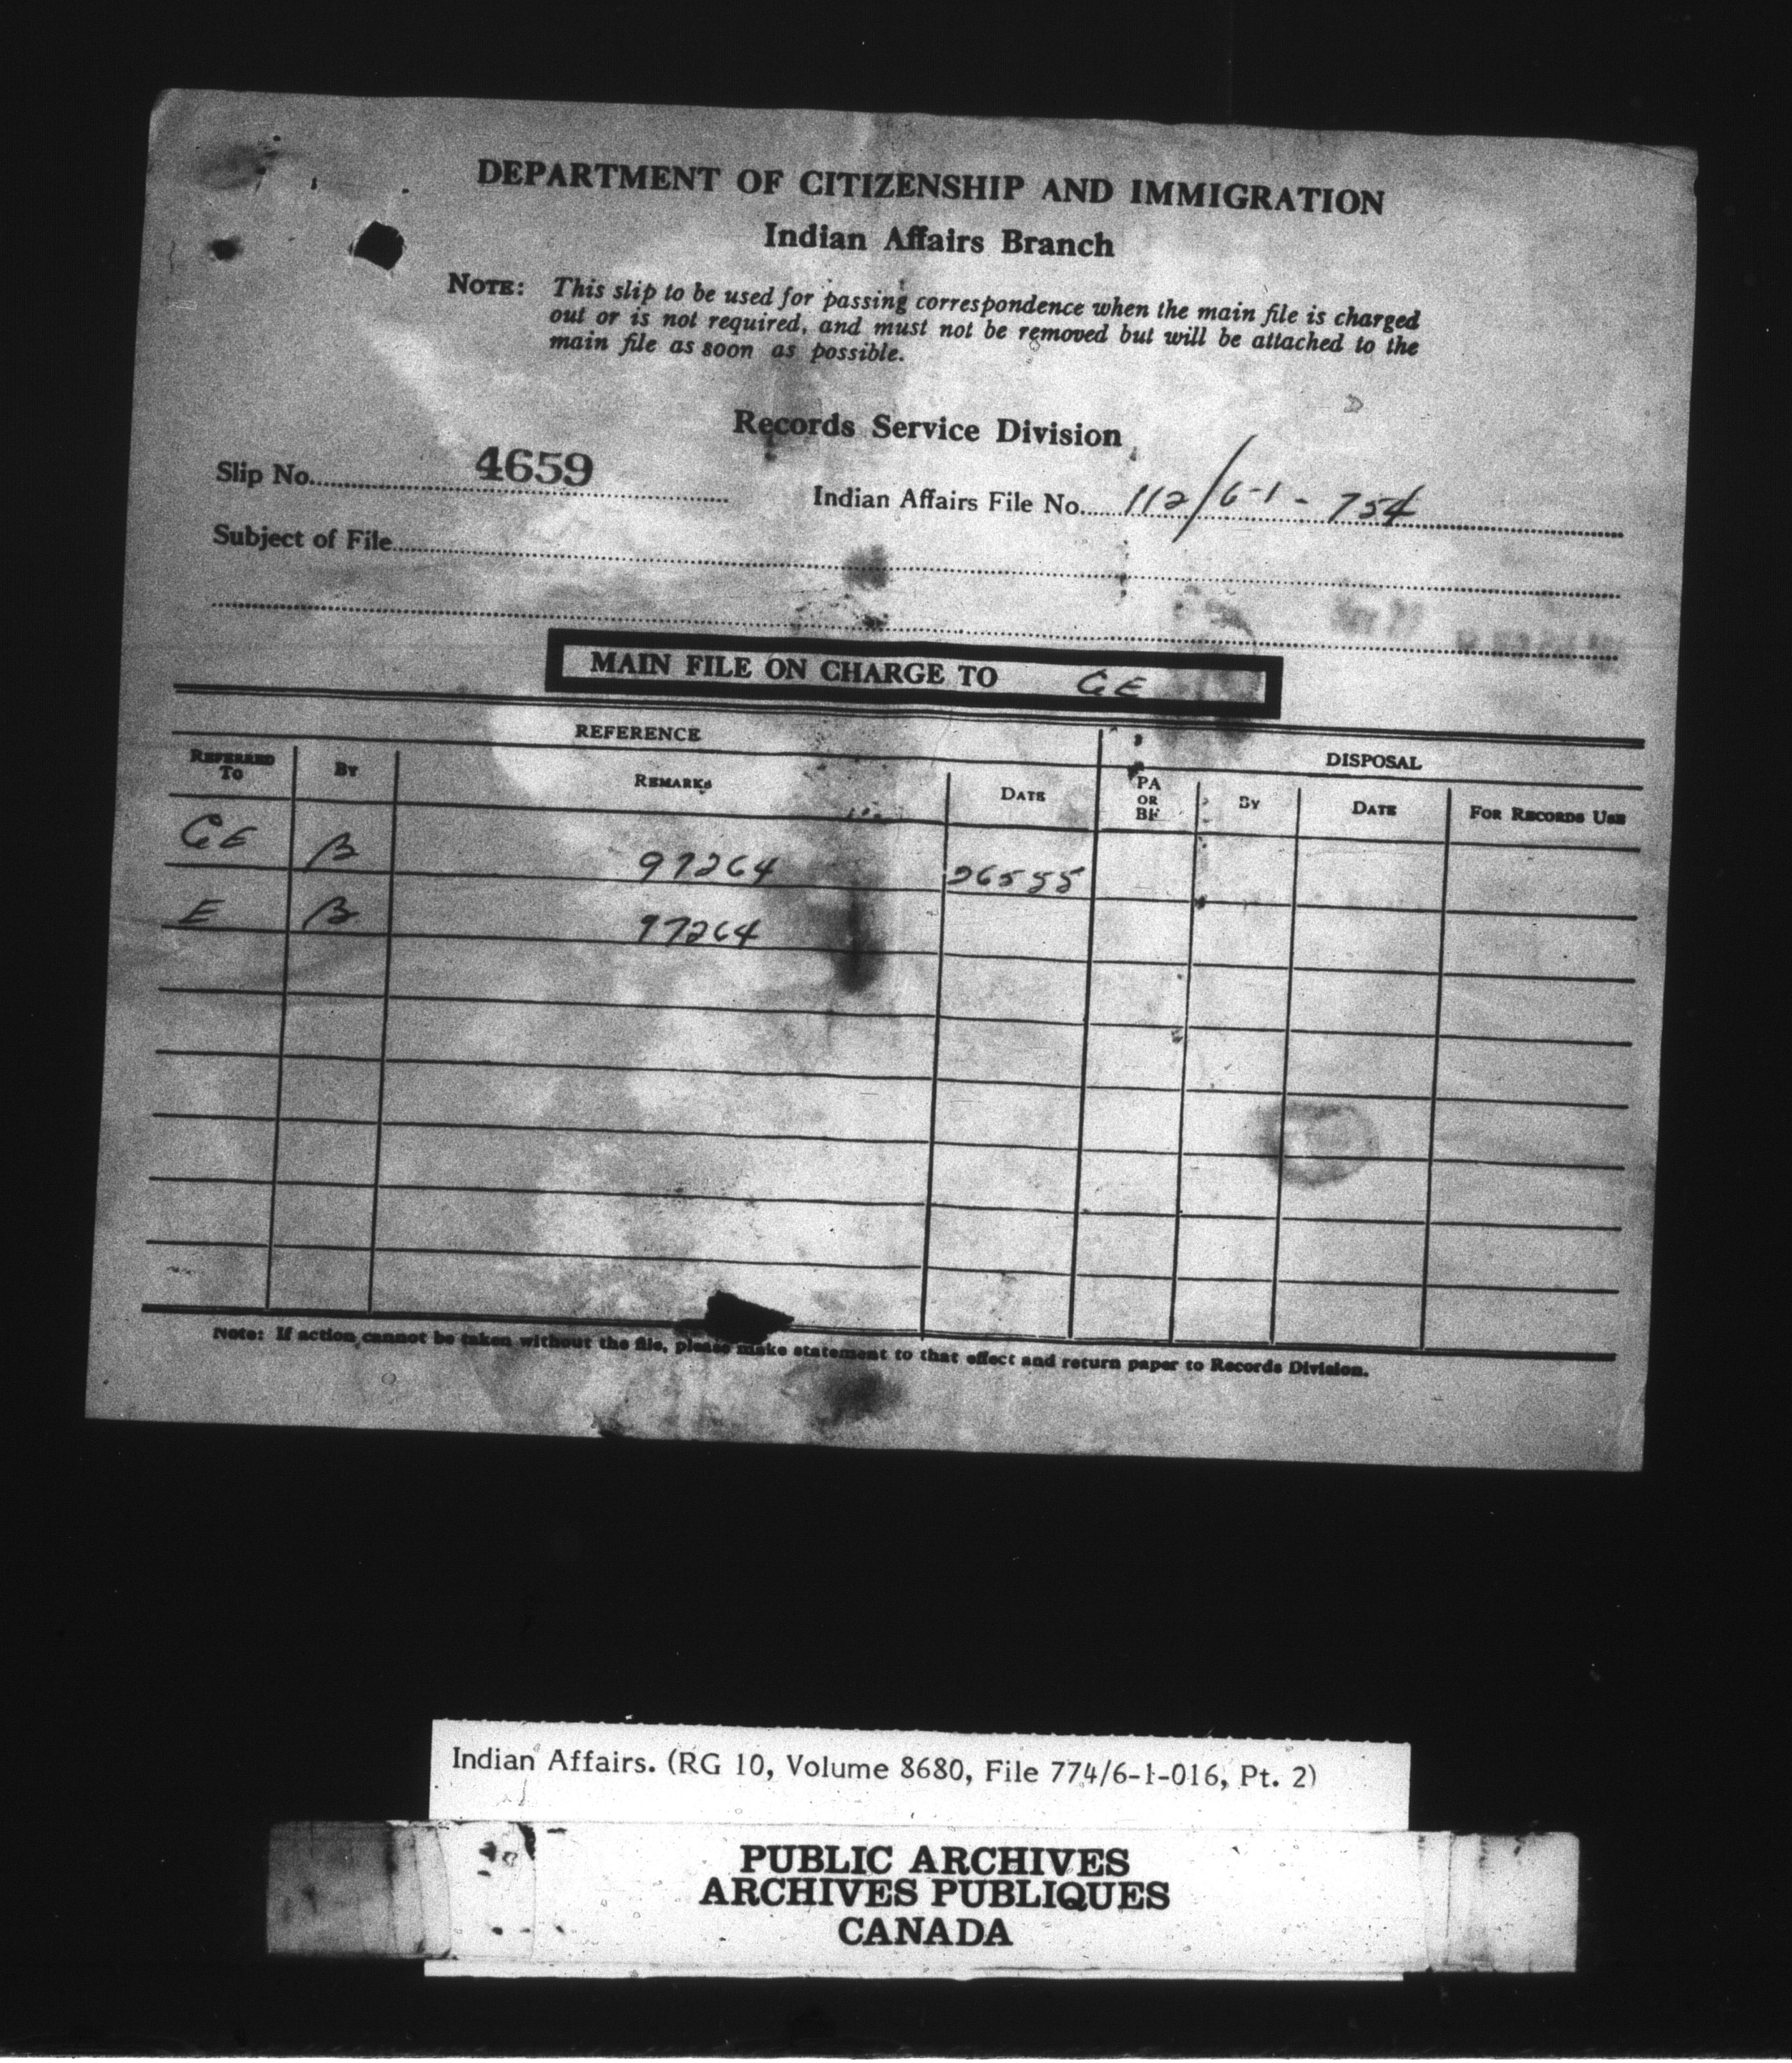 DEPARTMENT OF CITIZENSHIP AND IMMIGRATION
Indian Affairs Branch
NOTE: This slip to be used for passing correspondence when the main file is charged
out or is not required, and must not be removed but will be attached to the
main file as soon as possible.
Records Service Division
Slip No. 4659 Indian Affairs File No. 112/6-1-754
Subject of File
MAIN FILE ON CHARGE TO GE
REFERENCE DISPOSAL
REFERRED TO BY REMARKS DATE PA OR BF BY DATE FOR RECORDS USE
GE B 97264 26555
E B 97264
Note: If action cannot be taken without the file, please make statement to that effect and return paper to Records Division.
Indian Affairs. (RG 10, Volume 8680, File 774/6-1-016, Pt. 2)
PUBLIC ARCHIVES
ARCHIVES PUBLIQUES
CANADA